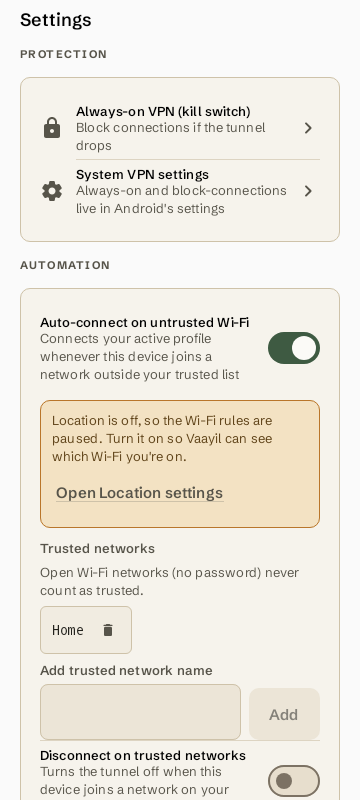 Settings
PROTECTION
Always-on VPN (kill switch)
Block connections if the tunnel
drops
System VPN settings
Always-on and block-connections
live in Android's settings
AUTOMATION
Auto-connect on untrusted Wi-Fi
Connects your active profile
whenever this device joins a
network outside your trusted list
Location is off, so the Wi-Fi rules are
paused. Turn it on so Vaayil can see
which Wi-Fi you're on.
Open Location settings
Trusted networks
Open Wi-Fi networks (no password) never
count as trusted.
Home
Add trusted network name
Add
Disconnect on trusted networks
Turns the tunnel off when this
device joins a network on your